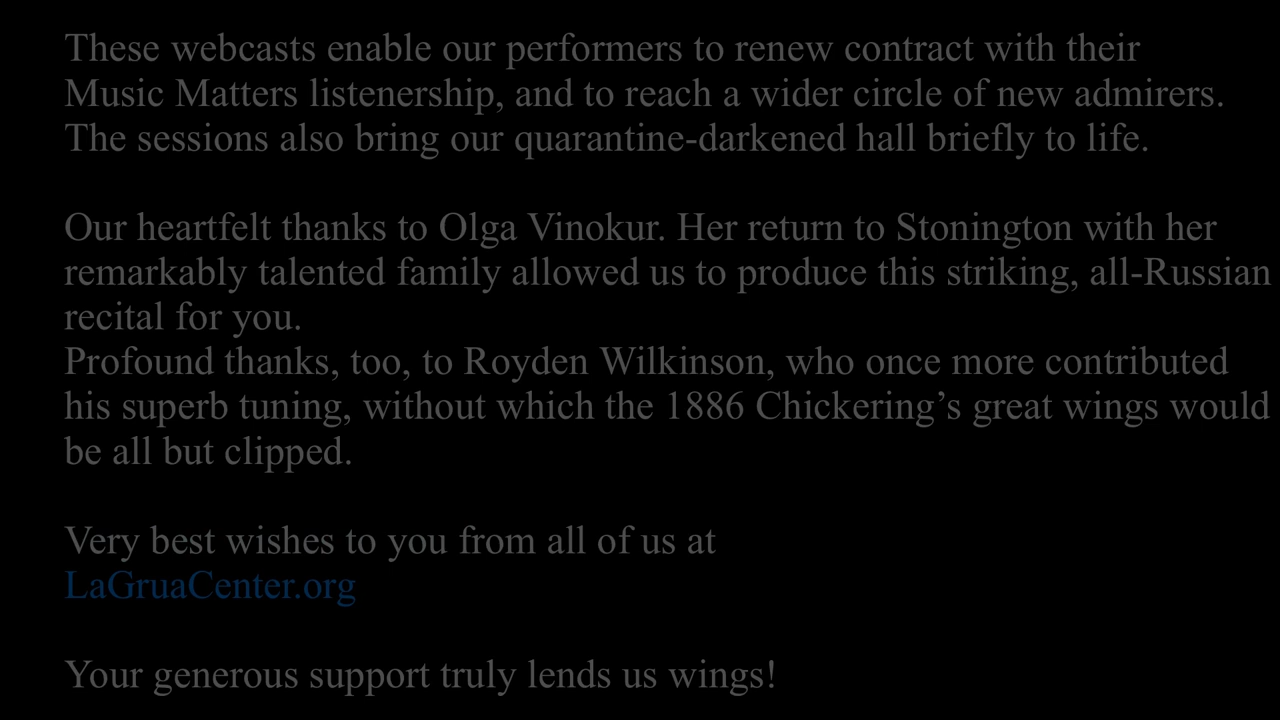 These webcasts enable our performers to renew contract with their
Music Matters listenership, and to reach a wider circle of new admirers.
The sessions also bring our quarantine-darkened hall briefly to life.
Our heartfelt thanks to Olga Vinokur. Her return to Stonington with her
remarkably talented family allowed us to produce this striking, all-Russian
recital for you.
Profound thanks, too, to Royden Wilkinson, who once more contributed
his superb tuning, without which the 1886 Chickering’s great wings would
be all but clipped.
Very best wishes to you from all of us at
LaGruaCenter.org
Your generous support truly lends us wings!